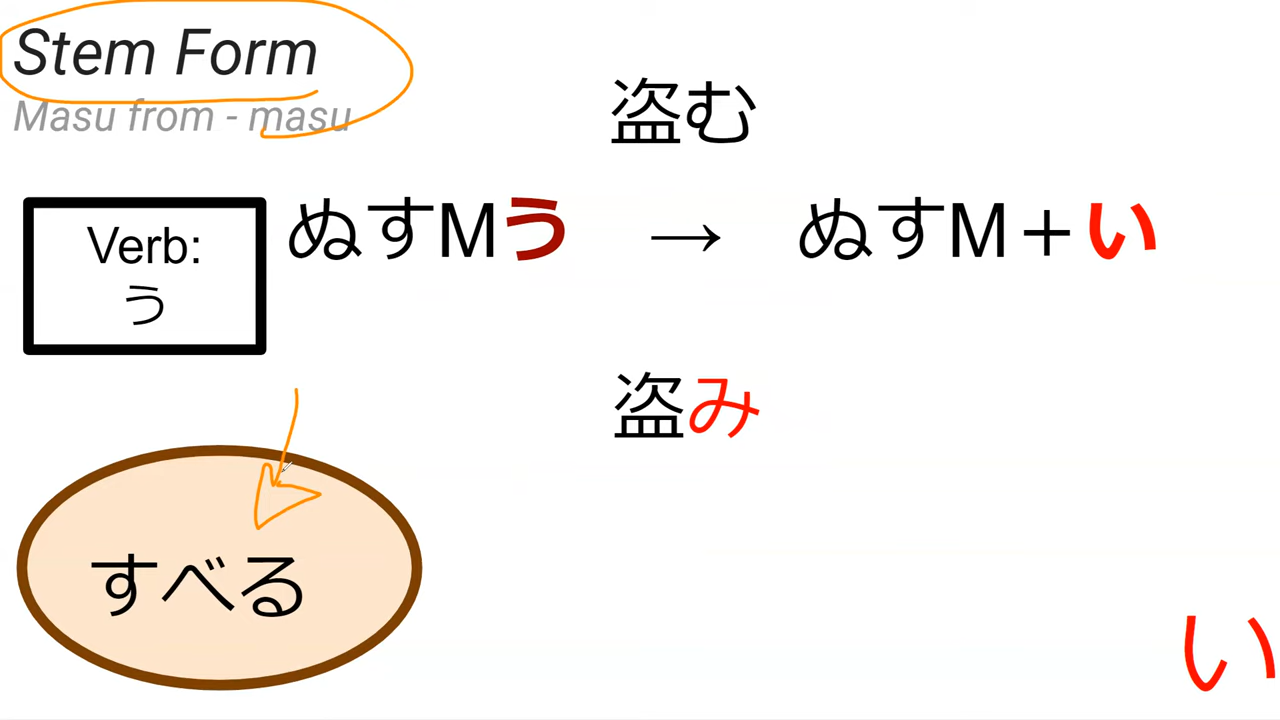 Stem Form
Masu from - masu
盗む
Verb:
う
ぬすMう → ぬすM+い
盗み
すべる
い